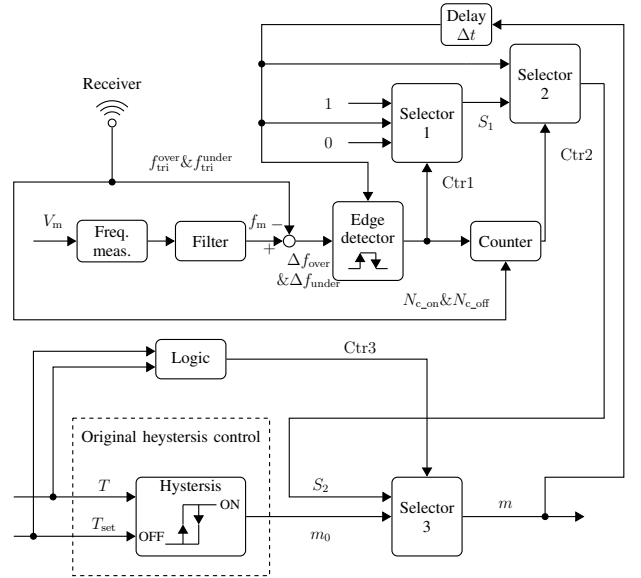 Delay
Δt
Receiver
Selector
2
1
Selector
1
S₁
0
Ctr2
f_tri^over & f_tri^under
Ctr1
V_m
Freq.
meas.
Filter
f_m −
+
Edge
detector
Counter
Δf_over
&Δf_under
N_c_on&N_c_off
Logic
Ctr3
Original heystersis control
T
Hystersis
ON
S₂
Selector
3
m
T_set
OFF
m₀